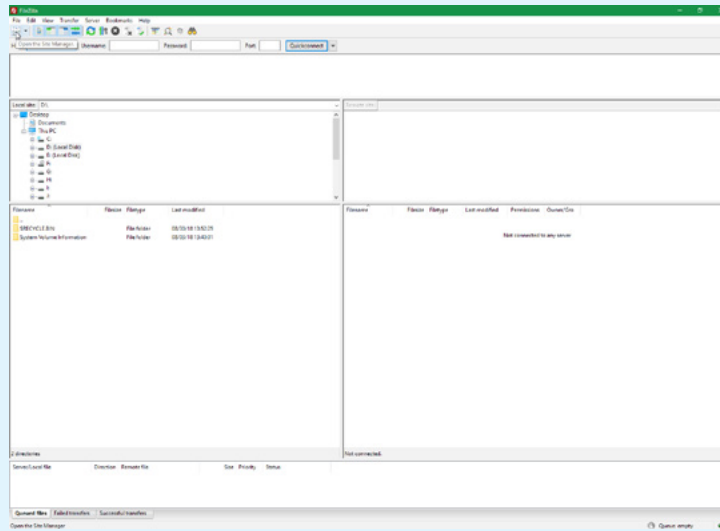 FileZilla
File Edit View Transfer Server Bookmarks Help
Open the Site Manager Username: Password: Port: Quickconnect
Local site: D:\ Remote site:
Desktop
Documents
This PC
C:
D: (Local Disk)
E: (Local Disk)
Filename Filesize Filetype Last modified Filename Filesize Filetype Last modified Permissions Owner/Gro
..
$RECYCLE.BIN File folder
System Volume Information File folder
Not connected to any server
2 directories Not connected.
Server/Local file Direction Remote file Size Priority Status
Queued files Failed transfers Successful transfers
Open the Site Manager Queue: empty